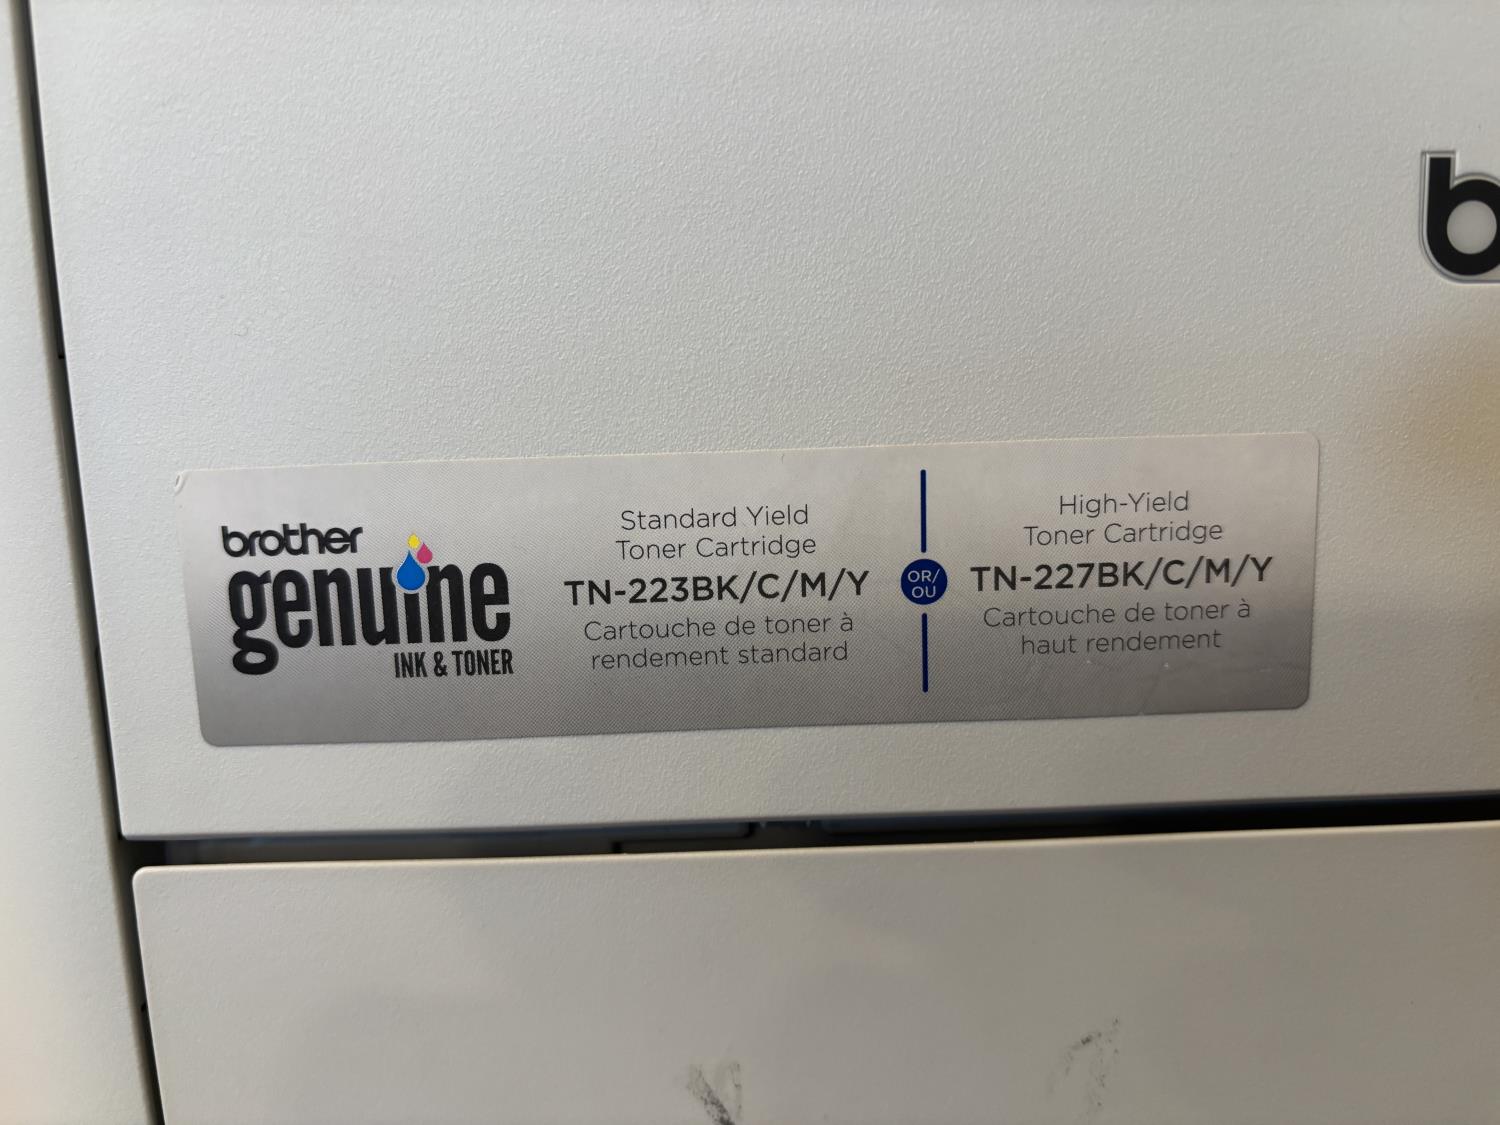 b
brother
genuine
INK & TONER
Standard Yield
Toner Cartridge
TN-223BK/C/M/Y
Cartouche de toner à
rendement standard
OR/
OU
High-Yield
Toner Cartridge
TN-227BK/C/M/Y
Cartouche de toner à
haut rendement